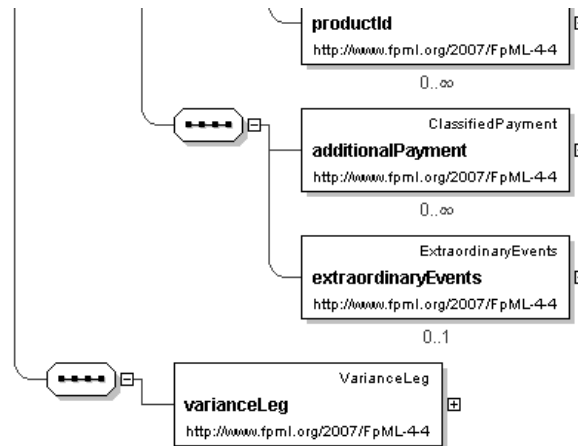 productId
http://www.fpml.org/2007/FpML-4-4
0..∞
ClassifiedPayment
additionalPayment
http://www.fpml.org/2007/FpML-4-4
0..∞
ExtraordinaryEvents
extraordinaryEvents
http://www.fpml.org/2007/FpML-4-4
0..1
VarianceLeg
varianceLeg
http://www.fpml.org/2007/FpML-4-4